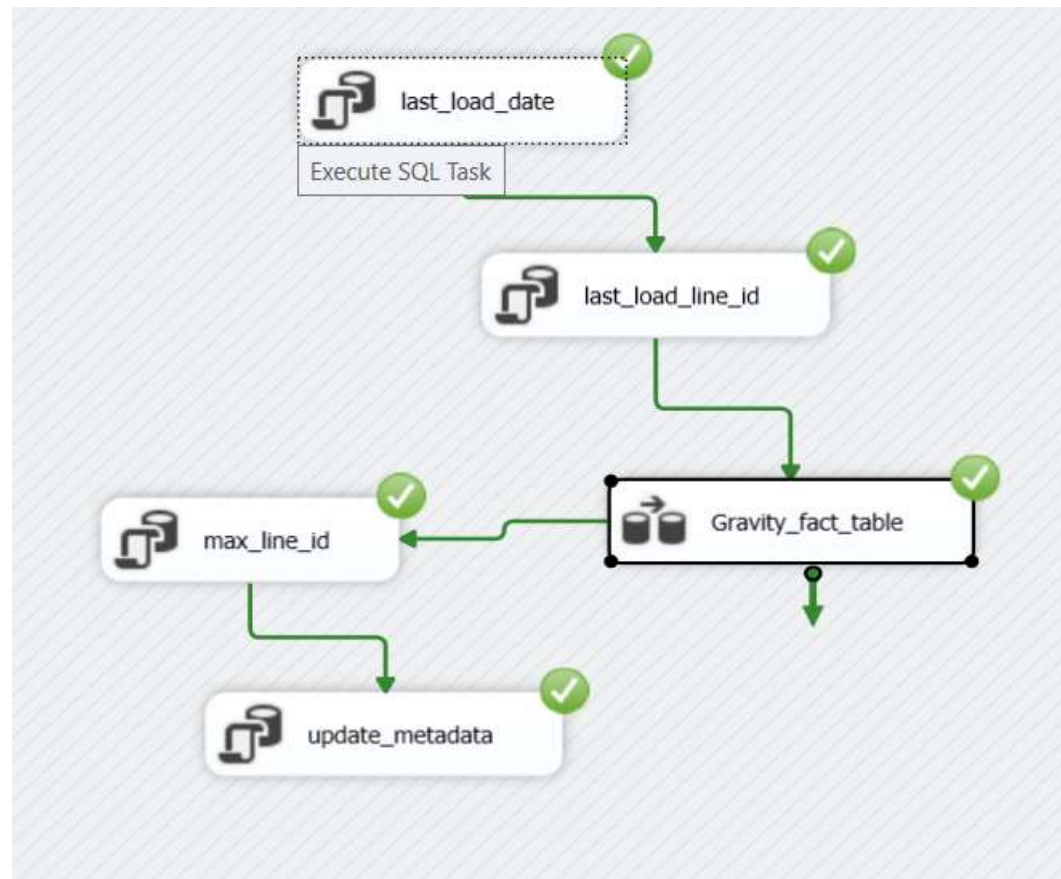 last_load_date
Execute SQL Task
last_load_line_id
Gravity_fact_table
max_line_id
update_metadata